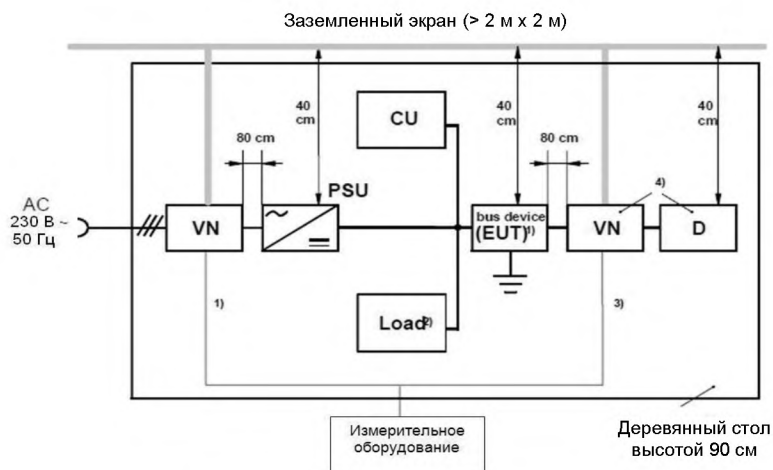 Заземленный экран (> 2 м x 2 м)
40
cm
CU
40
cm
80 cm
40
cm
80 cm
PSU
4)
AC
230 В ~
50 Гц
VN
bus device
(EUT)1)
VN
D
1)
Load2)
3)
Измерительное
оборудование
Деревянный стол
высотой 90 см